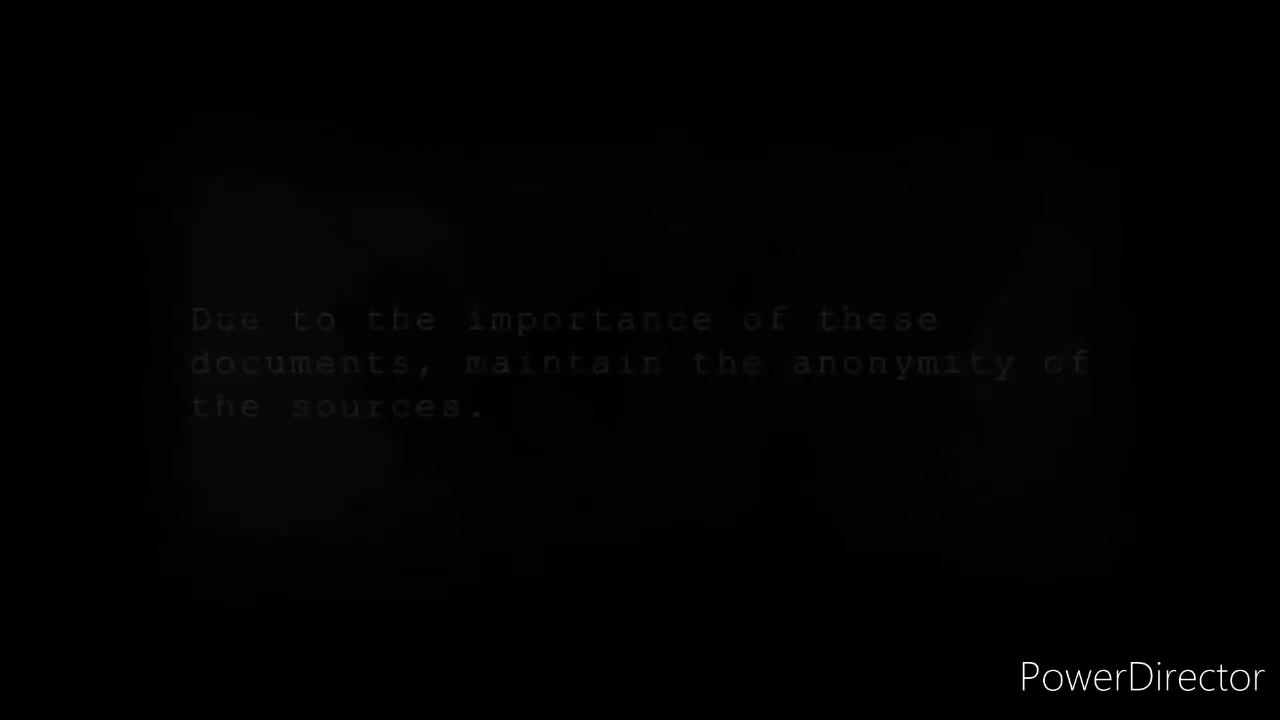 Due to the importance of these
documents, maintain the anonymity of
the sources.
PowerDirector